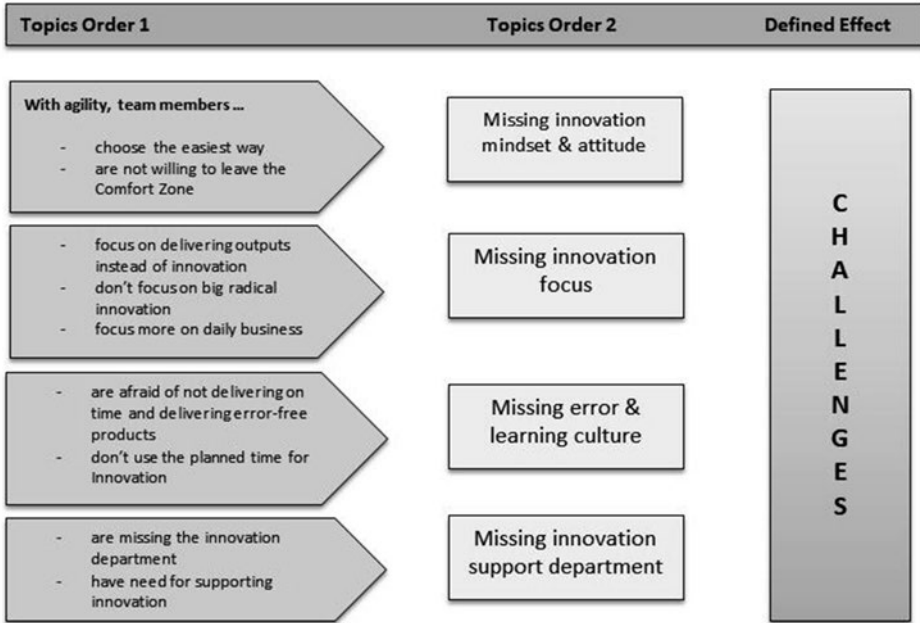 Topics Order 1 Topics Order 2 Defined Effect
With agility, team members ...
- choose the easiest way
- are not willing to leave the
Comfort Zone
Missing innovation
mindset & attitude
- focus on delivering outputs
instead of innovation
- don't focus on big radical
innovation
- focus more on daily business
Missing innovation
focus
- are afraid of not delivering on
time and delivering error-free
products
- don't use the planned time for
Innovation
Missing error &
learning culture
- are missing the innovation
department
- have need for supporting
innovation
Missing innovation
support department
C
H
A
L
L
E
N
G
E
S